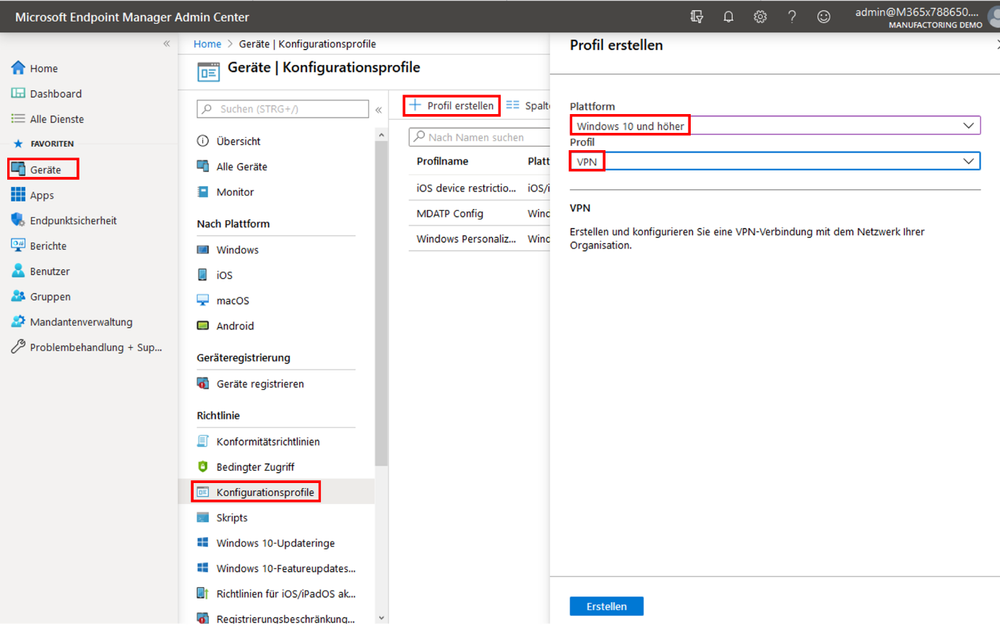 Microsoft Endpoint Manager Admin Center
admin@M365x788650....
MANUFACTORING DEMO
«
Home
Dashboard
Alle Dienste
FAVORITEN
Geräte
Apps
Endpunktsicherheit
Berichte
Benutzer
Gruppen
Mandantenverwaltung
Problembehandlung + Sup...
Home > Geräte | Konfigurationsprofile
Geräte | Konfigurationsprofile
Suchen (STRG+/)
«
Übersicht
Alle Geräte
Monitor
Nach Plattform
Windows
iOS
macOS
Android
Geräteregistrierung
Geräte registrieren
Richtlinie
Konformitätsrichtlinien
Bedingter Zugriff
Konfigurationsprofile
Skripts
Windows 10-Updateringe
Windows 10-Featureupdates...
Richtlinien für iOS/iPadOS ak...
Registrierungsbeschränkung...
Profil erstellen
Spalte
Nach Namen suchen
Profilname Platt
iOS device restrictio... iOS/i
MDATP Config Wind
Windows Personaliz... Wind
Profil erstellen
Plattform
Windows 10 und höher
Profil
VPN
VPN
Erstellen und konfigurieren Sie eine VPN-Verbindung mit dem Netzwerk Ihrer
Organisation.
Erstellen